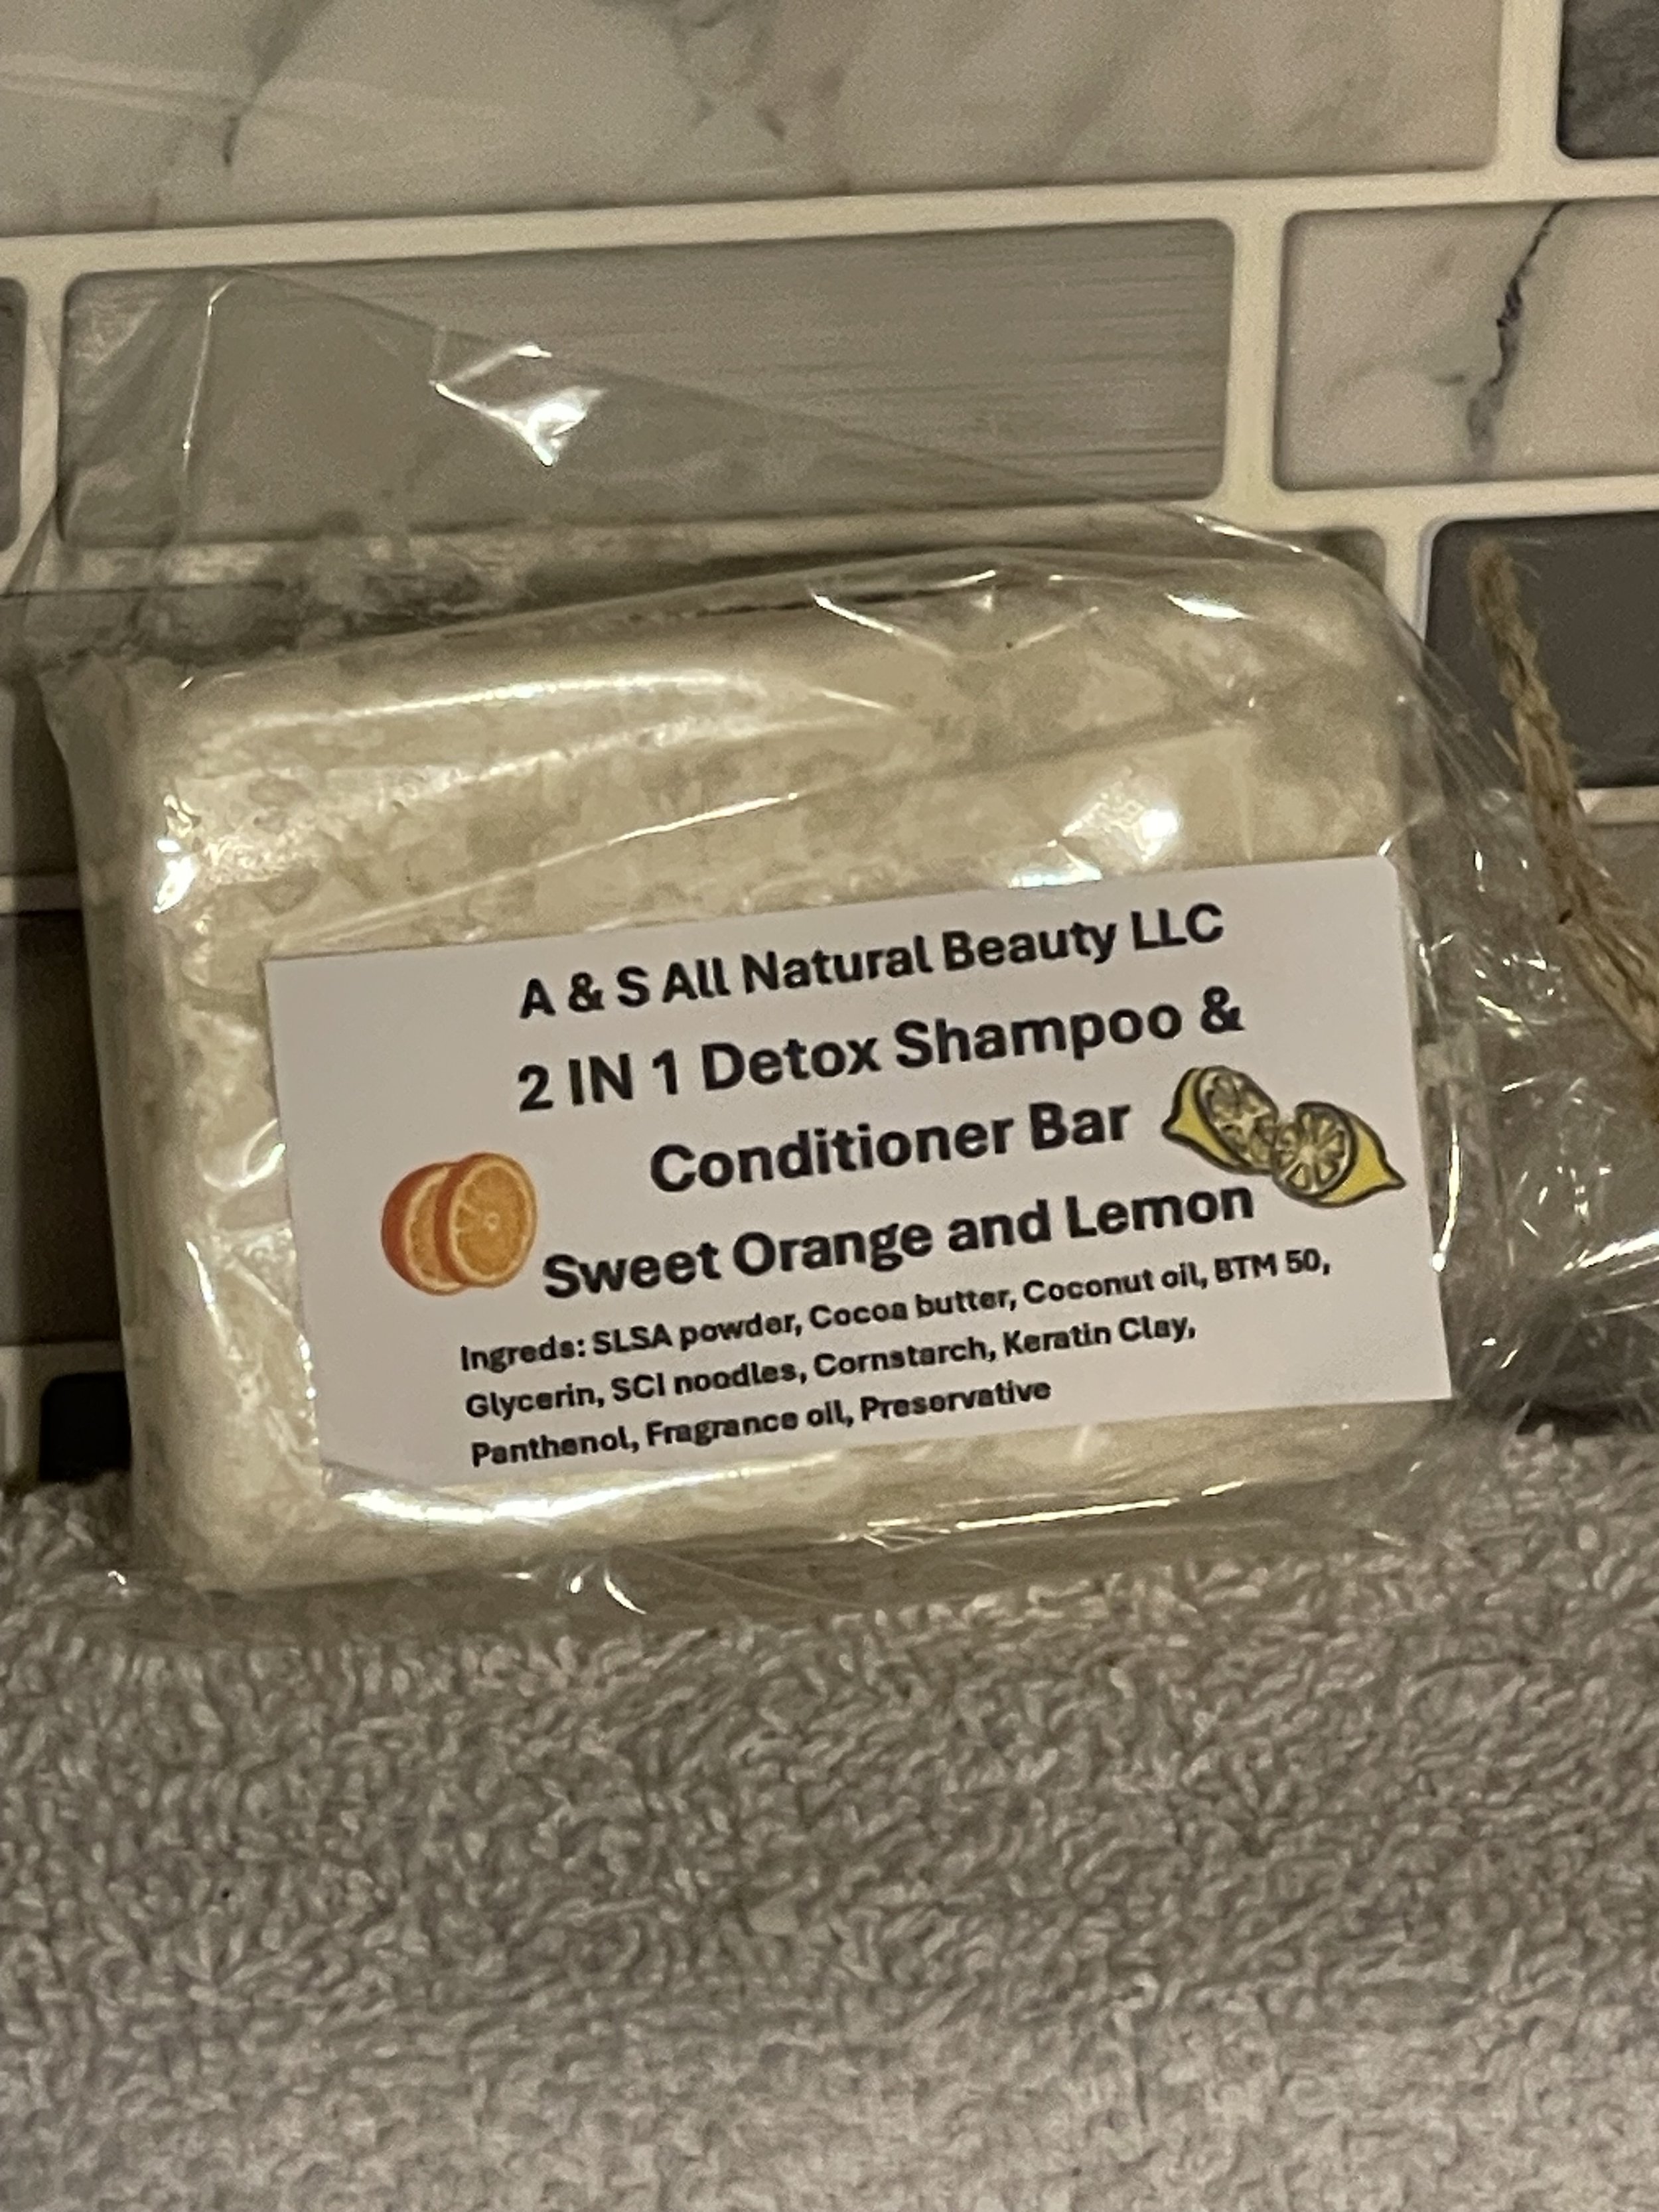 A & S All Natural Beauty LLC
2 IN 1 Detox Shampoo &
Conditioner Bar
Sweet Orange and Lemon
Ingreds: SLSA powder, Cocoa butter, Coconut oil, BTM 50,
Glycerin, SCI noodles, Cornstarch, Keratin Clay,
Panthenol, Fragrance oil, Preservative